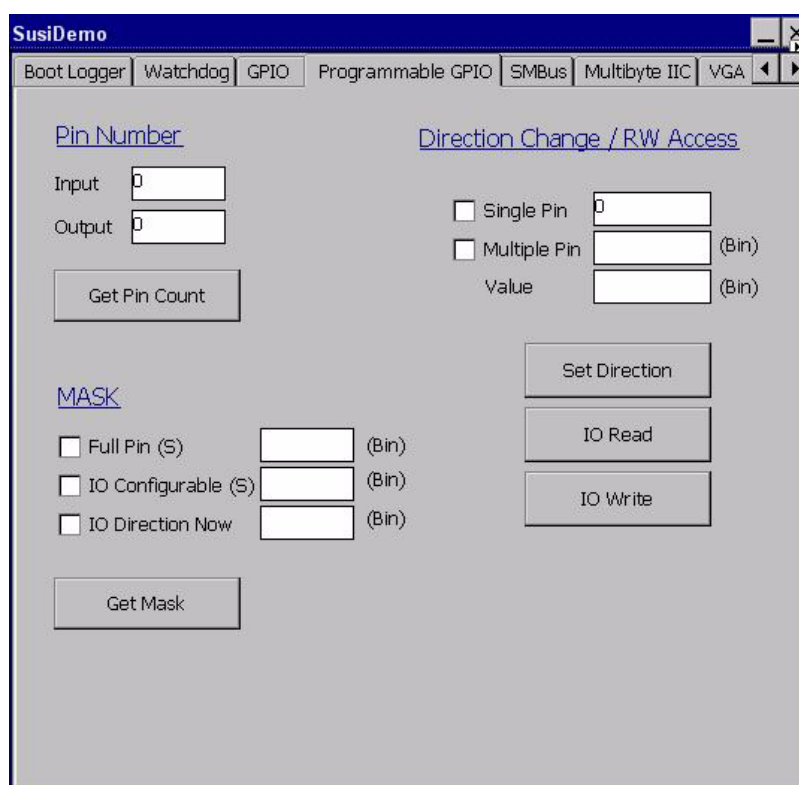 SusiDemo
Boot Logger Watchdog GPIO Programmable GPIO SMBus Multibyte IIC VGA
Pin Number
Input 0
Output 0
Get Pin Count
MASK
Full Pin (S) (Bin)
IO Configurable (S) (Bin)
IO Direction Now (Bin)
Get Mask
Direction Change / RW Access
Single Pin 0
Multiple Pin (Bin)
Value (Bin)
Set Direction
IO Read
IO Write